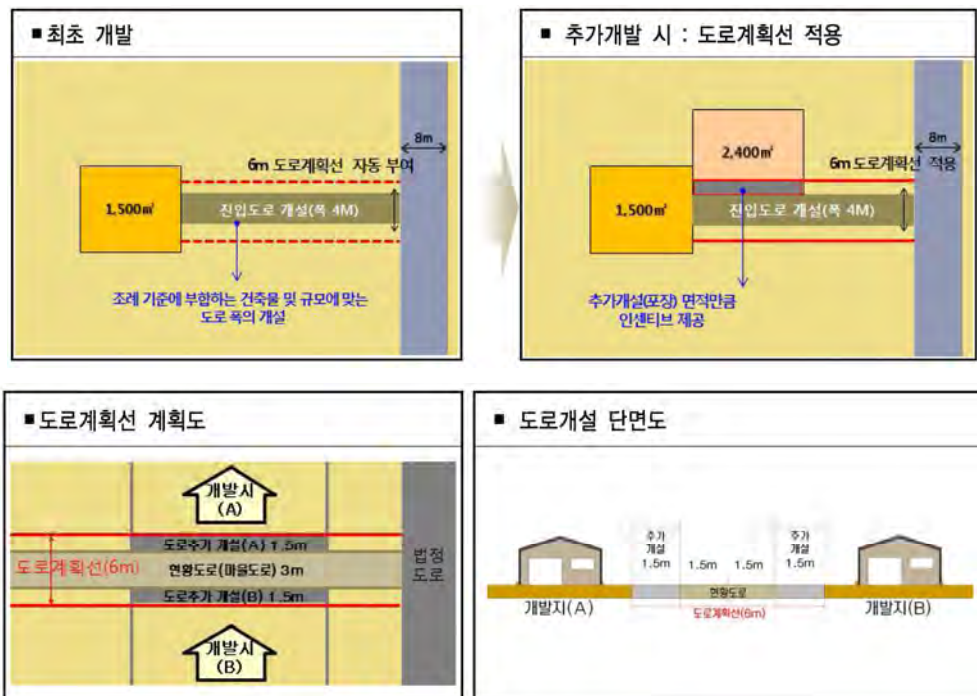 ■ 최초 개발
8m
6m 도로계획선 자동 부여
1,500㎡
진입도로 개설(폭 4M)
조례 기준에 부합하는 건축물 및 규모에 맞는
도로 폭의 개설
■ 추가개발 시 : 도로계획선 적용
8m
2,400㎡
6m 도로계획선 적용
1,500㎡
진입도로 개설(폭 4M)
추가개설(포장) 면적만큼
인센티브 제공
■ 도로계획선 계획도
개발시
(A)
도로추가 개설(A) 1.5m
도로계획선(6m)
현황도로(마을도로) 3m
도로추가 개설(B) 1.5m
개발시
(B)
법정
도로
■ 도로개설 단면도
추가
개설
1.5m
1.5m
1.5m
추가
개설
1.5m
현황도로
개발지(A)
도로계획선(6m)
개발지(B)